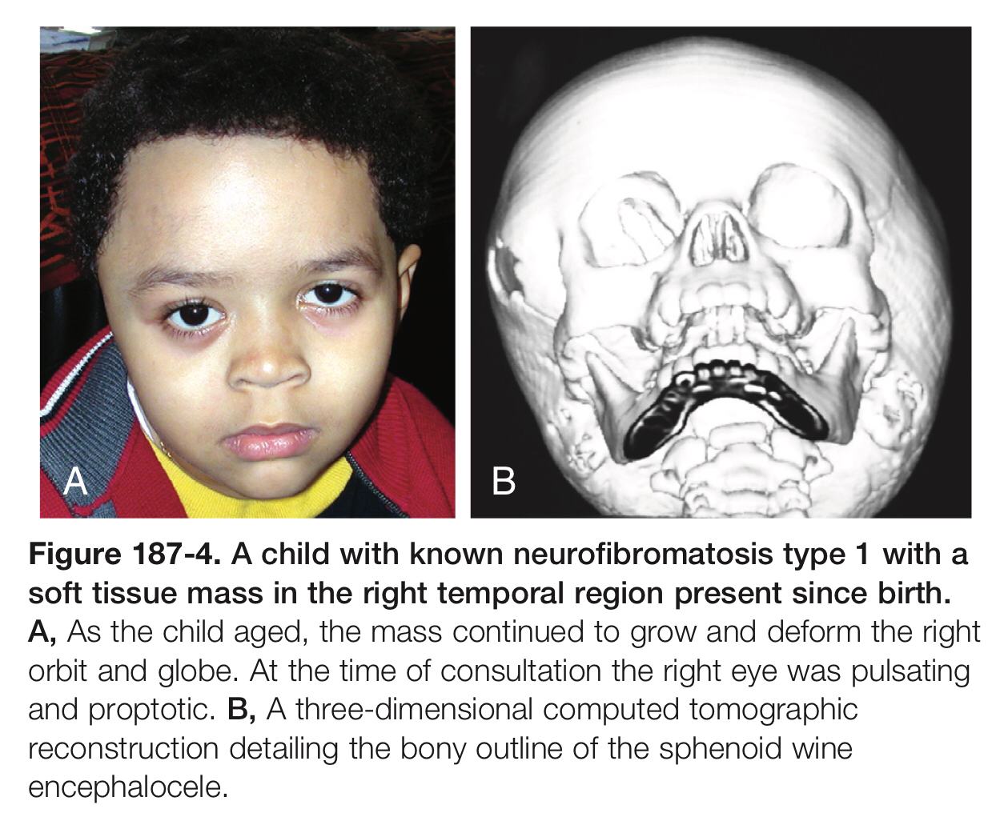 A
B
Figure 187-4. A child with known neurofibromatosis type 1 with a
soft tissue mass in the right temporal region present since birth.
A, As the child aged, the mass continued to grow and deform the right
orbit and globe. At the time of consultation the right eye was pulsating
and proptotic. B, A three-dimensional computed tomographic
reconstruction detailing the bony outline of the sphenoid wine
encephalocele.